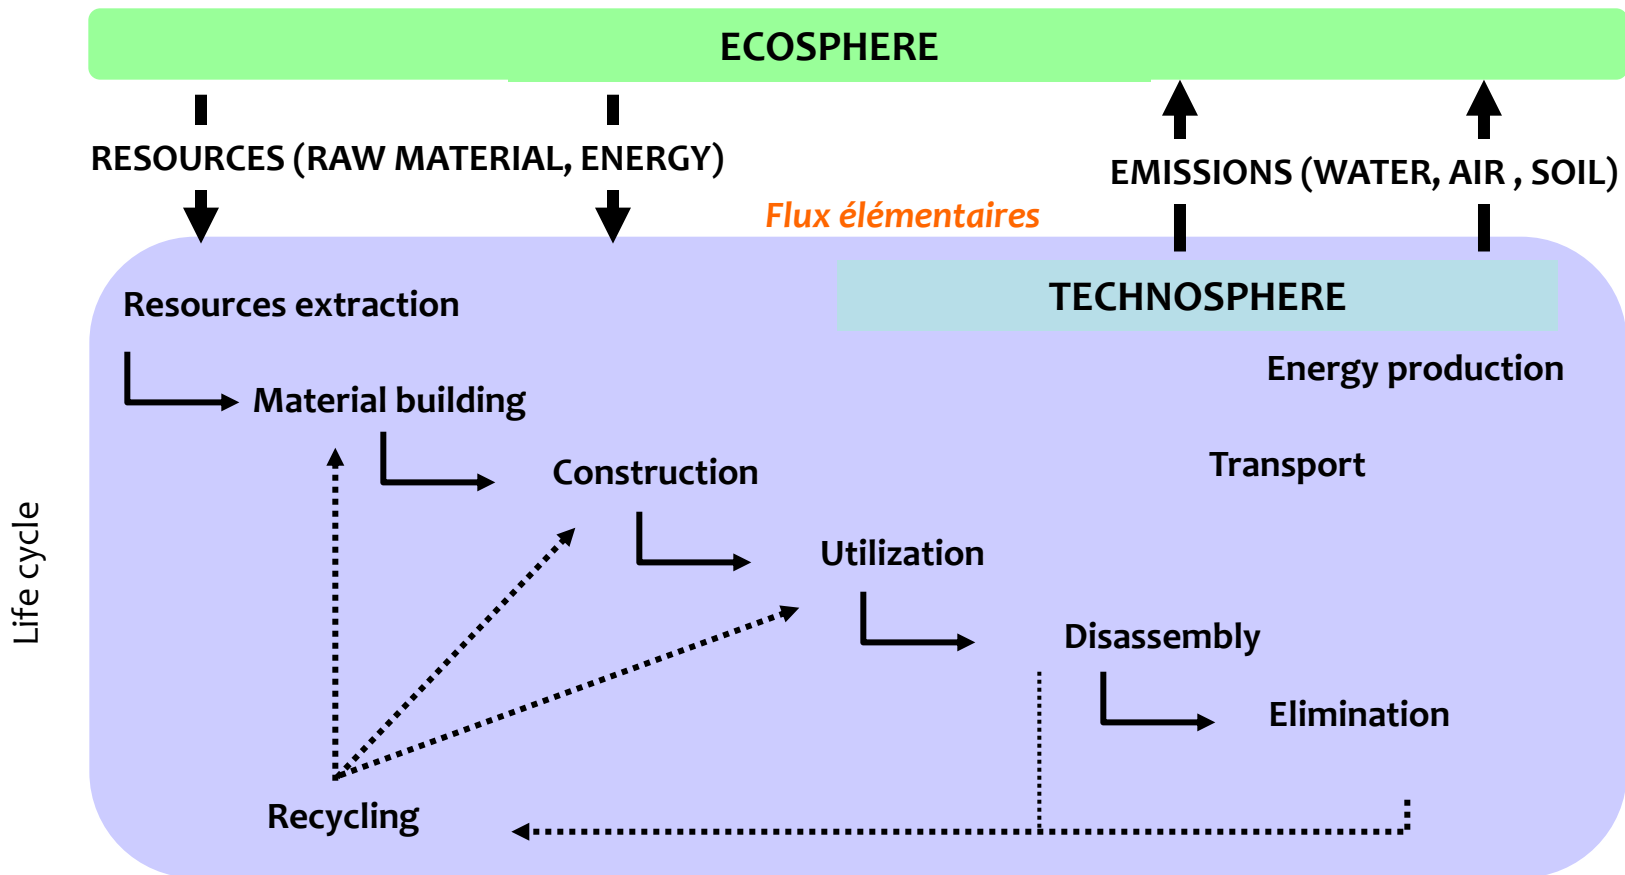 ECOSPHERE
RESOURCES (RAW MATERIAL, ENERGY)
EMISSIONS (WATER, AIR , SOIL)
Flux élémentaires
TECHNOSPHERE
Resources extraction
Energy production
Material building
Transport
Construction
Utilization
Life cycle
Disassembly
Elimination
Recycling